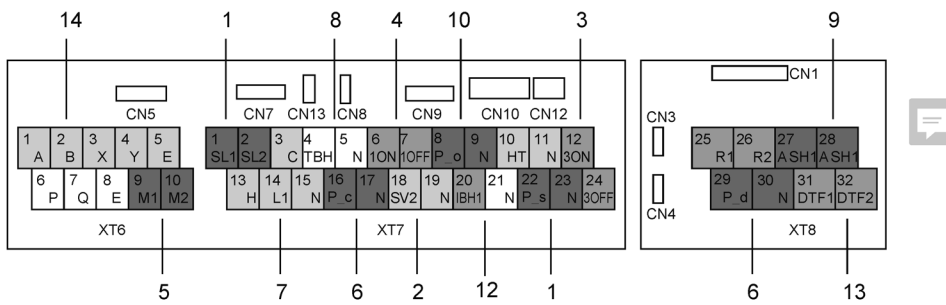 14 1 8 4 10 3 9
CN5 CN7 CN13 CN8 CN9 CN10 CN12 CN1
CN3
1 2 3 4 5 1 2 3 4 5 6 7 8 9 10 11 12 25 26 27 28
A B X Y E SL1 SL2 C TBH N 1ON 1OFF P_o N HT N 3ON R1 R2 A SH1 A SH1
6 7 8 9 10 13 14 15 16 17 18 19 20 21 22 23 24 29 30 31 32
P Q E M1 M2 H L1 N P_c N SV2 N IBH1 N P_s N 3OFF P_d N DTF1 DTF2
CN4
XT6 XT7 XT8
5 7 6 2 12 1 6 13